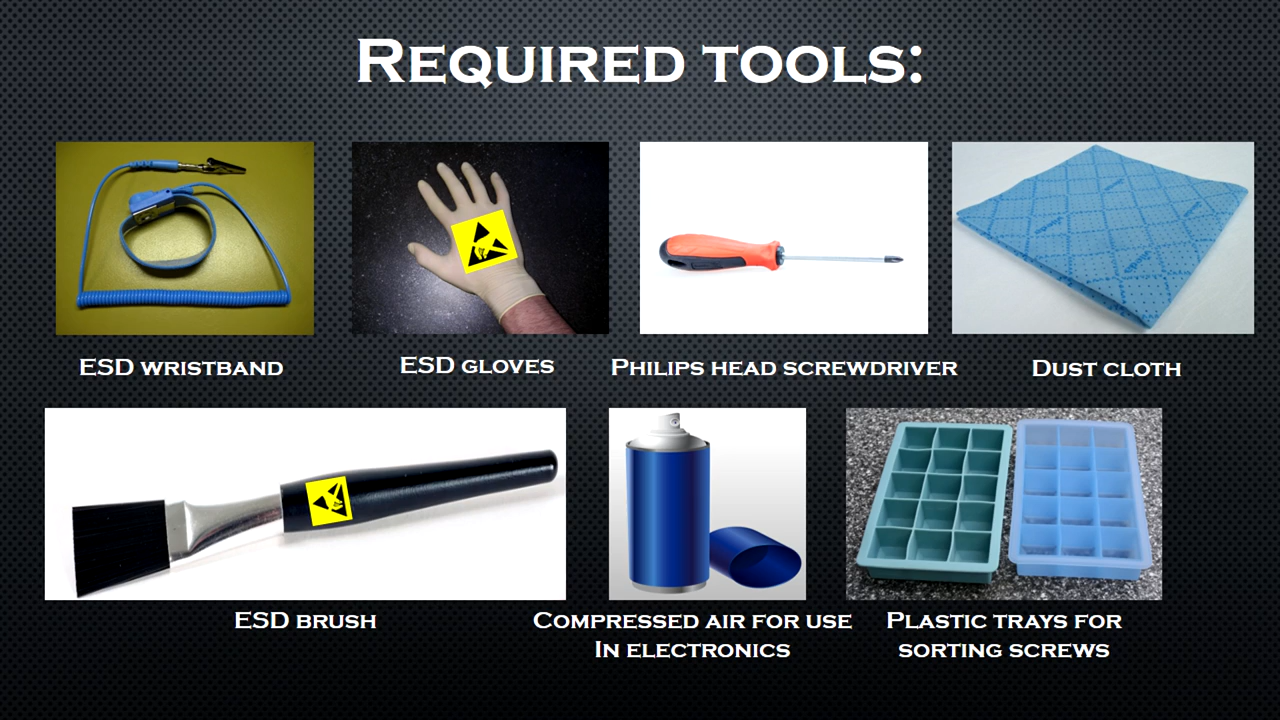 Required tools:
ESD wristband
ESD gloves
Philips head screwdriver
Dust cloth
ESD brush
Compressed air for use
In electronics
Plastic trays for
sorting screws